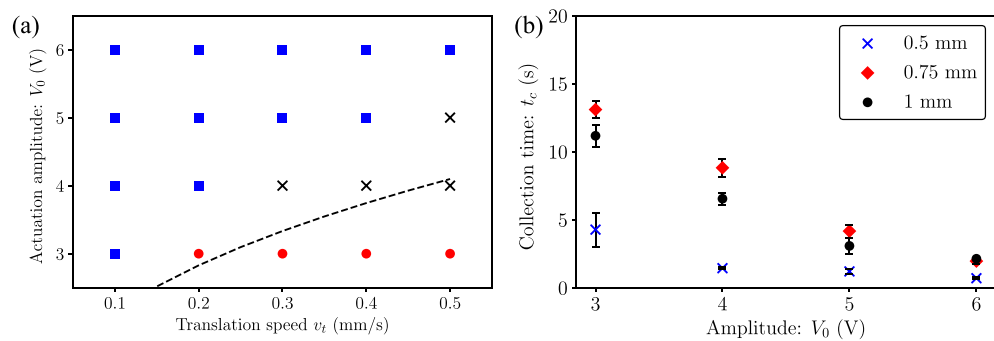 (a)
6
5
4
3
Actuation amplitude: V₀ (V)
0.1 0.2 0.3 0.4 0.5
Translation speed vₜ (mm/s)
(b)
20
15
10
5
0
Collection time: t_c (s)
3 4 5 6
Amplitude: V₀ (V)
0.5 mm
0.75 mm
1 mm